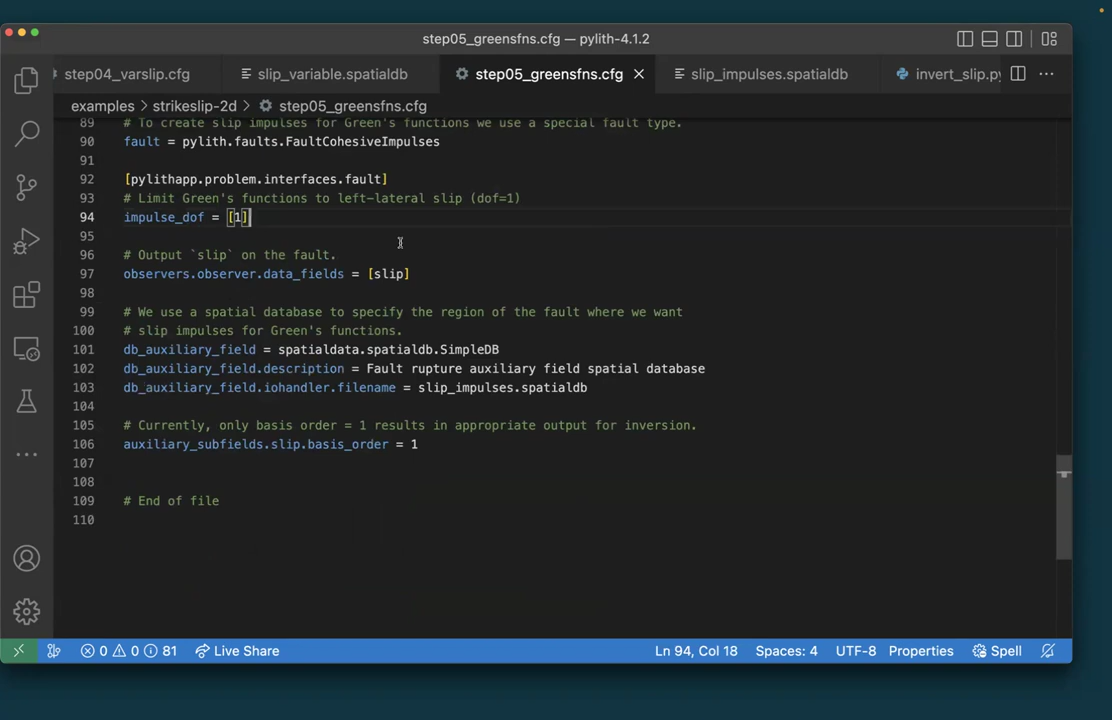 step05_greensfns.cfg — pylith-4.1.2
step04_varslip.cfg
slip_variable.spatialdb
step05_greensfns.cfg
slip_impulses.spatialdb
invert_slip.py
examples > strikeslip-2d > step05_greensfns.cfg
89 # To create slip impulses for Green's functions we use a special fault type.
90 fault = pylith.faults.FaultCohesiveImpulses
91
92 [pylithapp.problem.interfaces.fault]
93 # Limit Green's functions to left-lateral slip (dof=1)
94 impulse_dof = [1]
95
96 # Output `slip` on the fault.
97 observers.observer.data_fields = [slip]
98
99 # We use a spatial database to specify the region of the fault where we want
100 # slip impulses for Green's functions.
101 db_auxiliary_field = spatialdata.spatialdb.SimpleDB
102 db_auxiliary_field.description = Fault rupture auxiliary field spatial database
103 db_auxiliary_field.iohandler.filename = slip_impulses.spatialdb
104
105 # Currently, only basis order = 1 results in appropriate output for inversion.
106 auxiliary_subfields.slip.basis_order = 1
107
108
109 # End of file
110
0 0 81 Live Share Ln 94, Col 18 Spaces: 4 UTF-8 Properties Spell